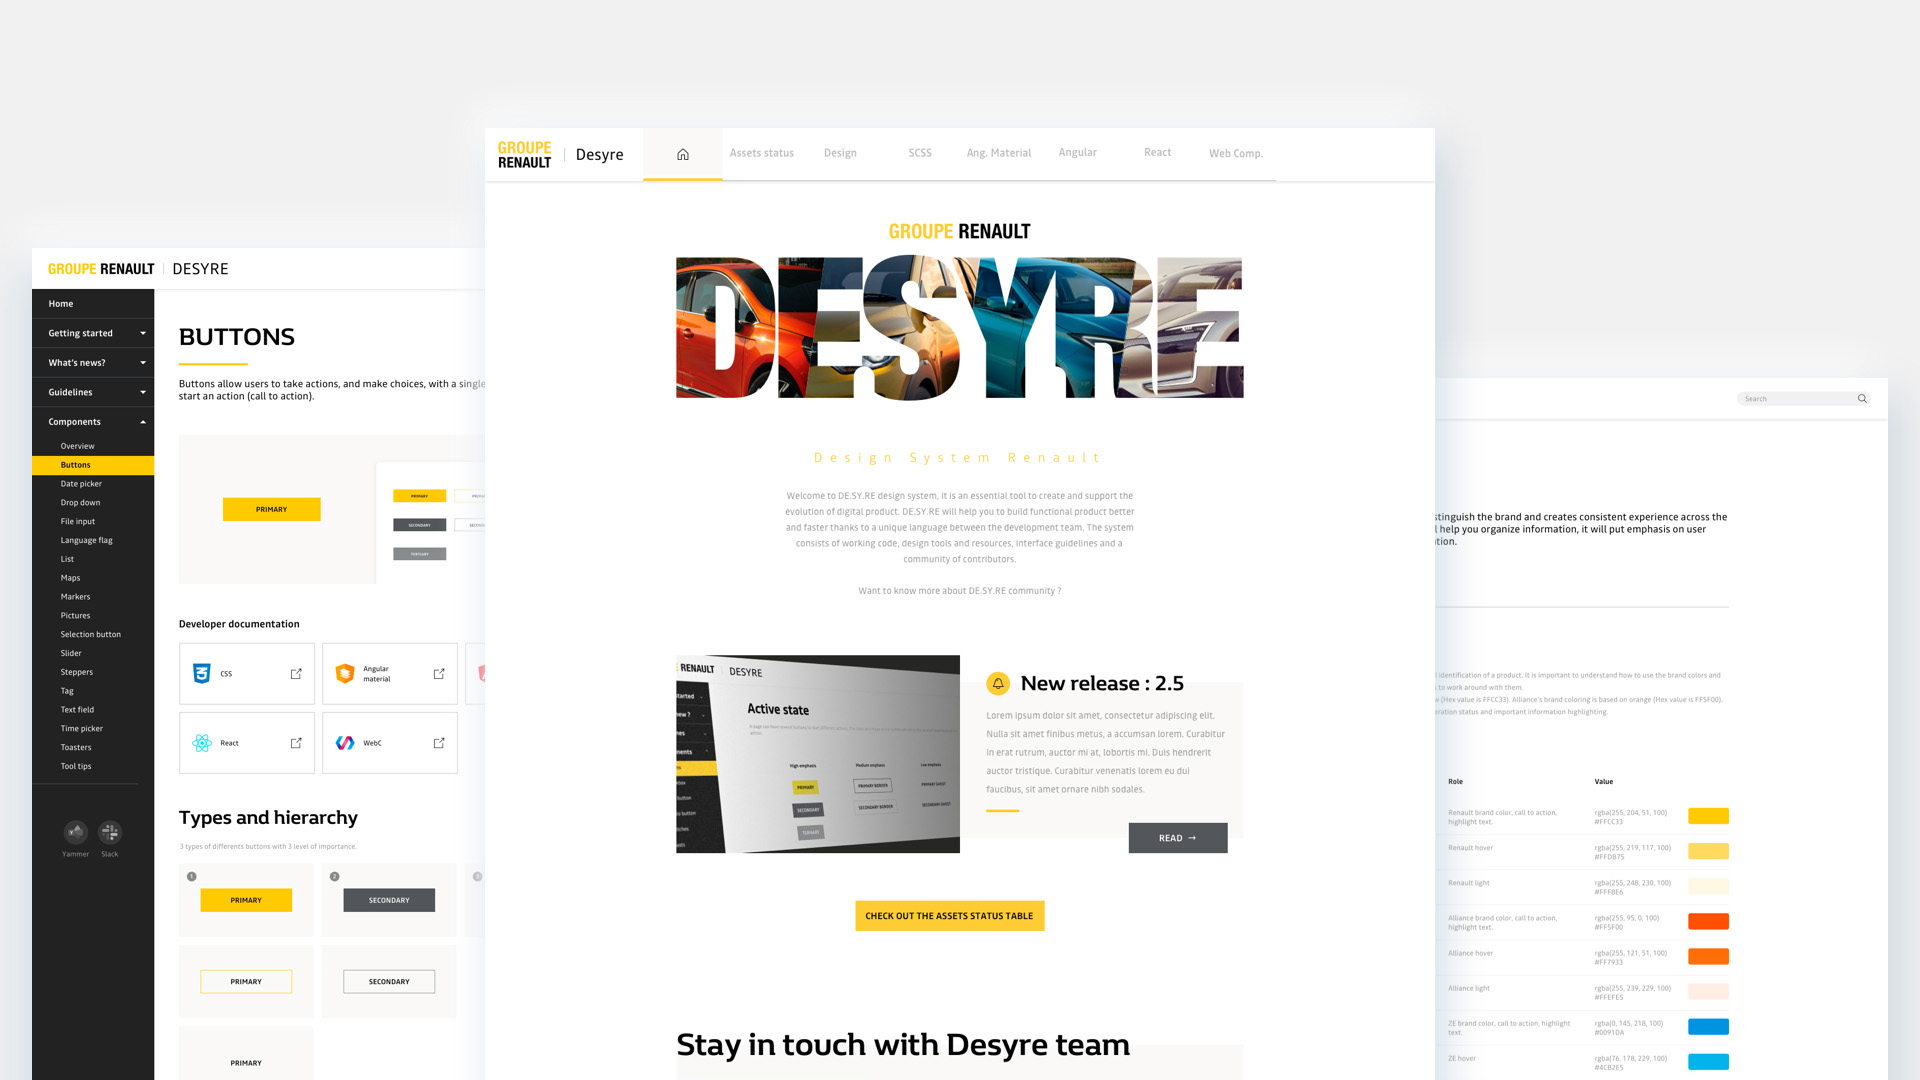 GROUPE RENAULT DESYRE
Home
Getting started
What's news?
Guidelines
Components
Overview
Buttons
Date picker
Drop down
File input
Language flag
List
Maps
Markers
Pictures
Selection button
Slider
Steppers
Tag
Text field
Time picker
Toasters
Tool tips
Yammer Slack
BUTTONS
Buttons allow users to take actions, and make choices, with a single
start an action (call to action).
PRIMARY
PRIMARY
SECONDARY
TERTIARY
Developer documentation
CSS
Angular
material
React
WebC
Types and hierarchy
3 types of differents buttons with 3 level of importance.
1
PRIMARY
2
SECONDARY
3
PRIMARY
SECONDARY
PRIMARY
GROUPE
RENAULT
Desyre
Assets status
Design
SCSS
Ang. Material
Angular
React
Web Comp.
GROUPE RENAULT
DESYRE
Design System Renault
Welcome to DE.SY.RE design system, it is an essential tool to create and support the
evolution of digital product. DE.SY.RE will help you to build functional product better
and faster thanks to a unique language between the development team. The system
consists of working code, design tools and resources, interface guidelines and a
community of contributors.
Want to know more about DE.SY.RE community ?
RENAULT DESYRE
Active state
High emphasis
Medium emphasis
Low emphasis
PRIMARY
PRIMARY BORDER
PRIMARY GHOST
SECONDARY
SECONDARY BORDER
SECONDARY GHOST
TERTIARY
New release : 2.5
Lorem ipsum dolor sit amet, consectetur adipiscing elit.
Nulla sit amet finibus metus, a accumsan lorem. Curabitur
in erat rutrum, auctor mi at, lobortis mi. Duis hendrerit
auctor tristique. Curabitur venenatis lorem eu dui
faucibus, sit amet ornare nibh sodales.
READ →
CHECK OUT THE ASSETS STATUS TABLE
Stay in touch with Desyre team
Search
stinguish the brand and creates consistent experience across the
l help you organize information, it will put emphasis on user
tion.
identification of a product. It is important to understand how to use the brand colors and
to work around with them.
(Hex value is FFCC33). Alliance's brand coloring is based on orange (Hex value is FF5F00).
eration status and important information highlighting.
Role Value
Renault brand color, call to action,
highlight text.
rgba(255, 204, 51, 100)
#FFCC33
Renault hover
rgba(255, 219, 117, 100)
#FFDB75
Renault light
rgba(255, 248, 230, 100)
#FFF8E6
Alliance brand color, call to action,
highlight text.
rgba(255, 95, 0, 100)
#FF5F00
Alliance hover
rgba(255, 121, 51, 100)
#FF7933
Alliance light
rgba(255, 239, 229, 100)
#FFEFE5
ZE brand color, call to action, highlight
text.
rgba(0, 145, 218, 100)
#0091DA
ZE hover
rgba(76, 178, 229, 100)
#4CB2E5